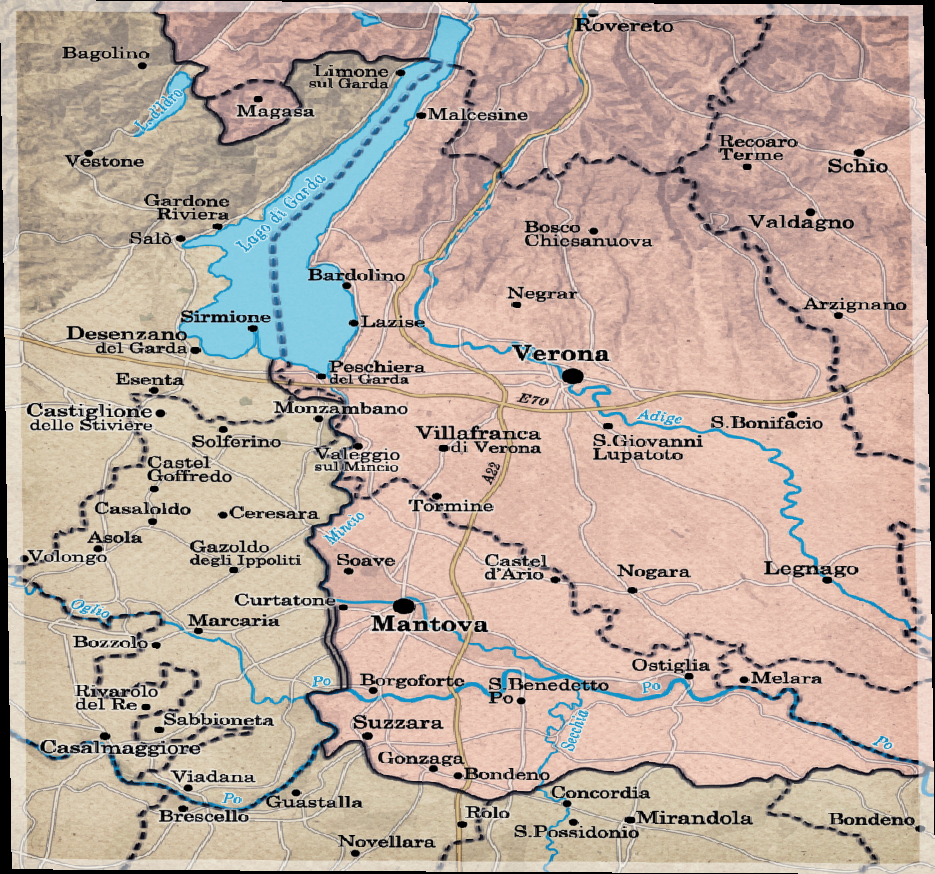 Rovereto
Bagolino
Limone
sul Garda
L. d'Idro
Magasa
Malcesine
Recoaro
Terme
Vestone
Schio
Lago di Garda
Gardone
Riviera
Valdagno
Salò
Bosco
Chiesanuova
Bardolino
Negrar
Arzignano
Sirmione
Lazise
Desenzano
del Garda
Verona
Peschiera
del Garda
Esenta
E70
Castiglione
delle Stiviere
Monzambano
Adige
S.Bonifacio
Solferino
Villafranca
di Verona
S.Giovanni
Lupatoto
Valeggio
sul Mincio
Castel
Goffredo
A22
Casaloldo
Ceresara
Tormine
Mincio
Asola
Volongo
Gazoldo
degli Ippoliti
Soave
Castel
d'Ario
Nogara
Legnago
Oglio
Curtatone
Marcaria
Mantova
Bozzolo
Ostiglia
Rivarolo
del Re
Po
Borgoforte
S.Benedetto
Po
Po
Melara
Sabbioneta
Suzzara
Secchia
Casalmaggiore
Po
Gonzaga
Viadana
Bondeno
Po
Guastalla
Concordia
Brescello
Rolo
S.Possidonio
Mirandola
Bondeno
Novellara